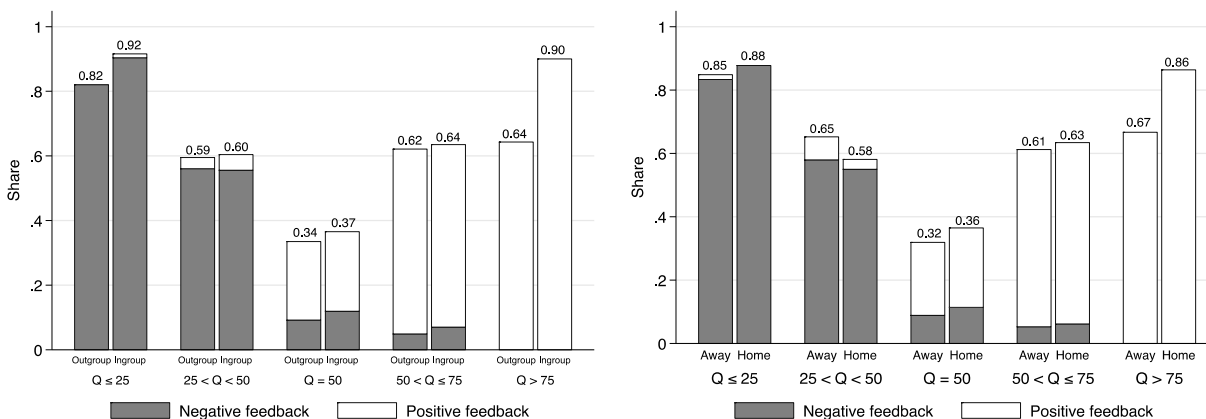 Share
1
.8
.6
.4
.2
0
0.82
0.92
0.59
0.60
0.34
0.37
0.62
0.64
0.64
0.90
Outgroup Ingroup
Outgroup Ingroup
Outgroup Ingroup
Outgroup Ingroup
Outgroup Ingroup
Q ≤ 25
25 < Q < 50
Q = 50
50 < Q ≤ 75
Q > 75
Negative feedback
Positive feedback
Share
1
.8
.6
.4
.2
0
0.85
0.88
0.65
0.58
0.32
0.36
0.61
0.63
0.67
0.86
Away Home
Away Home
Away Home
Away Home
Away Home
Q ≤ 25
25 < Q < 50
Q = 50
50 < Q ≤ 75
Q > 75
Negative feedback
Positive feedback